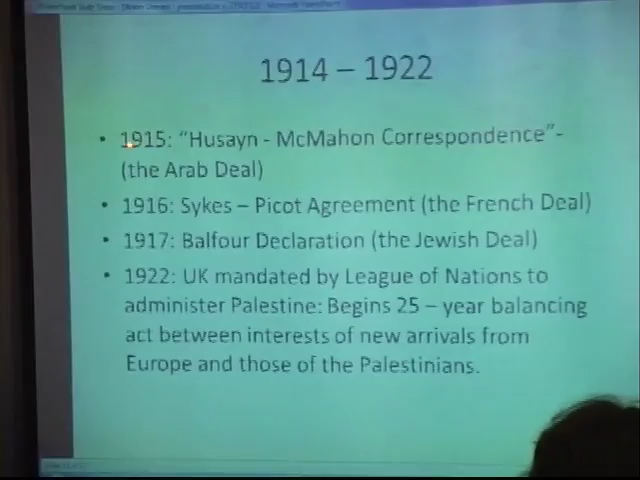 1914 – 1922
• 1915: "Husayn - McMahon Correspondence"-
(the Arab Deal)
• 1916: Sykes – Picot Agreement (the French Deal)
• 1917: Balfour Declaration (the Jewish Deal)
• 1922: UK mandated by League of Nations to
administer Palestine: Begins 25 – year balancing
act between interests of new arrivals from
Europe and those of the Palestinians.